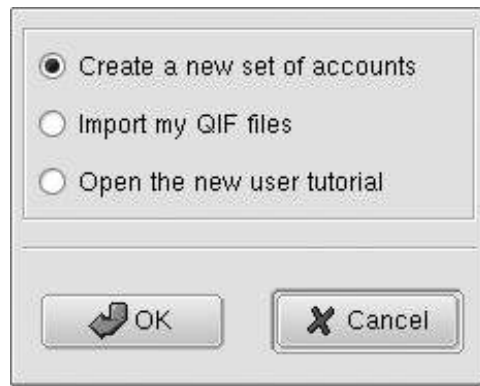 Create a new set of accounts
Import my QIF files
Open the new user tutorial
OK
Cancel